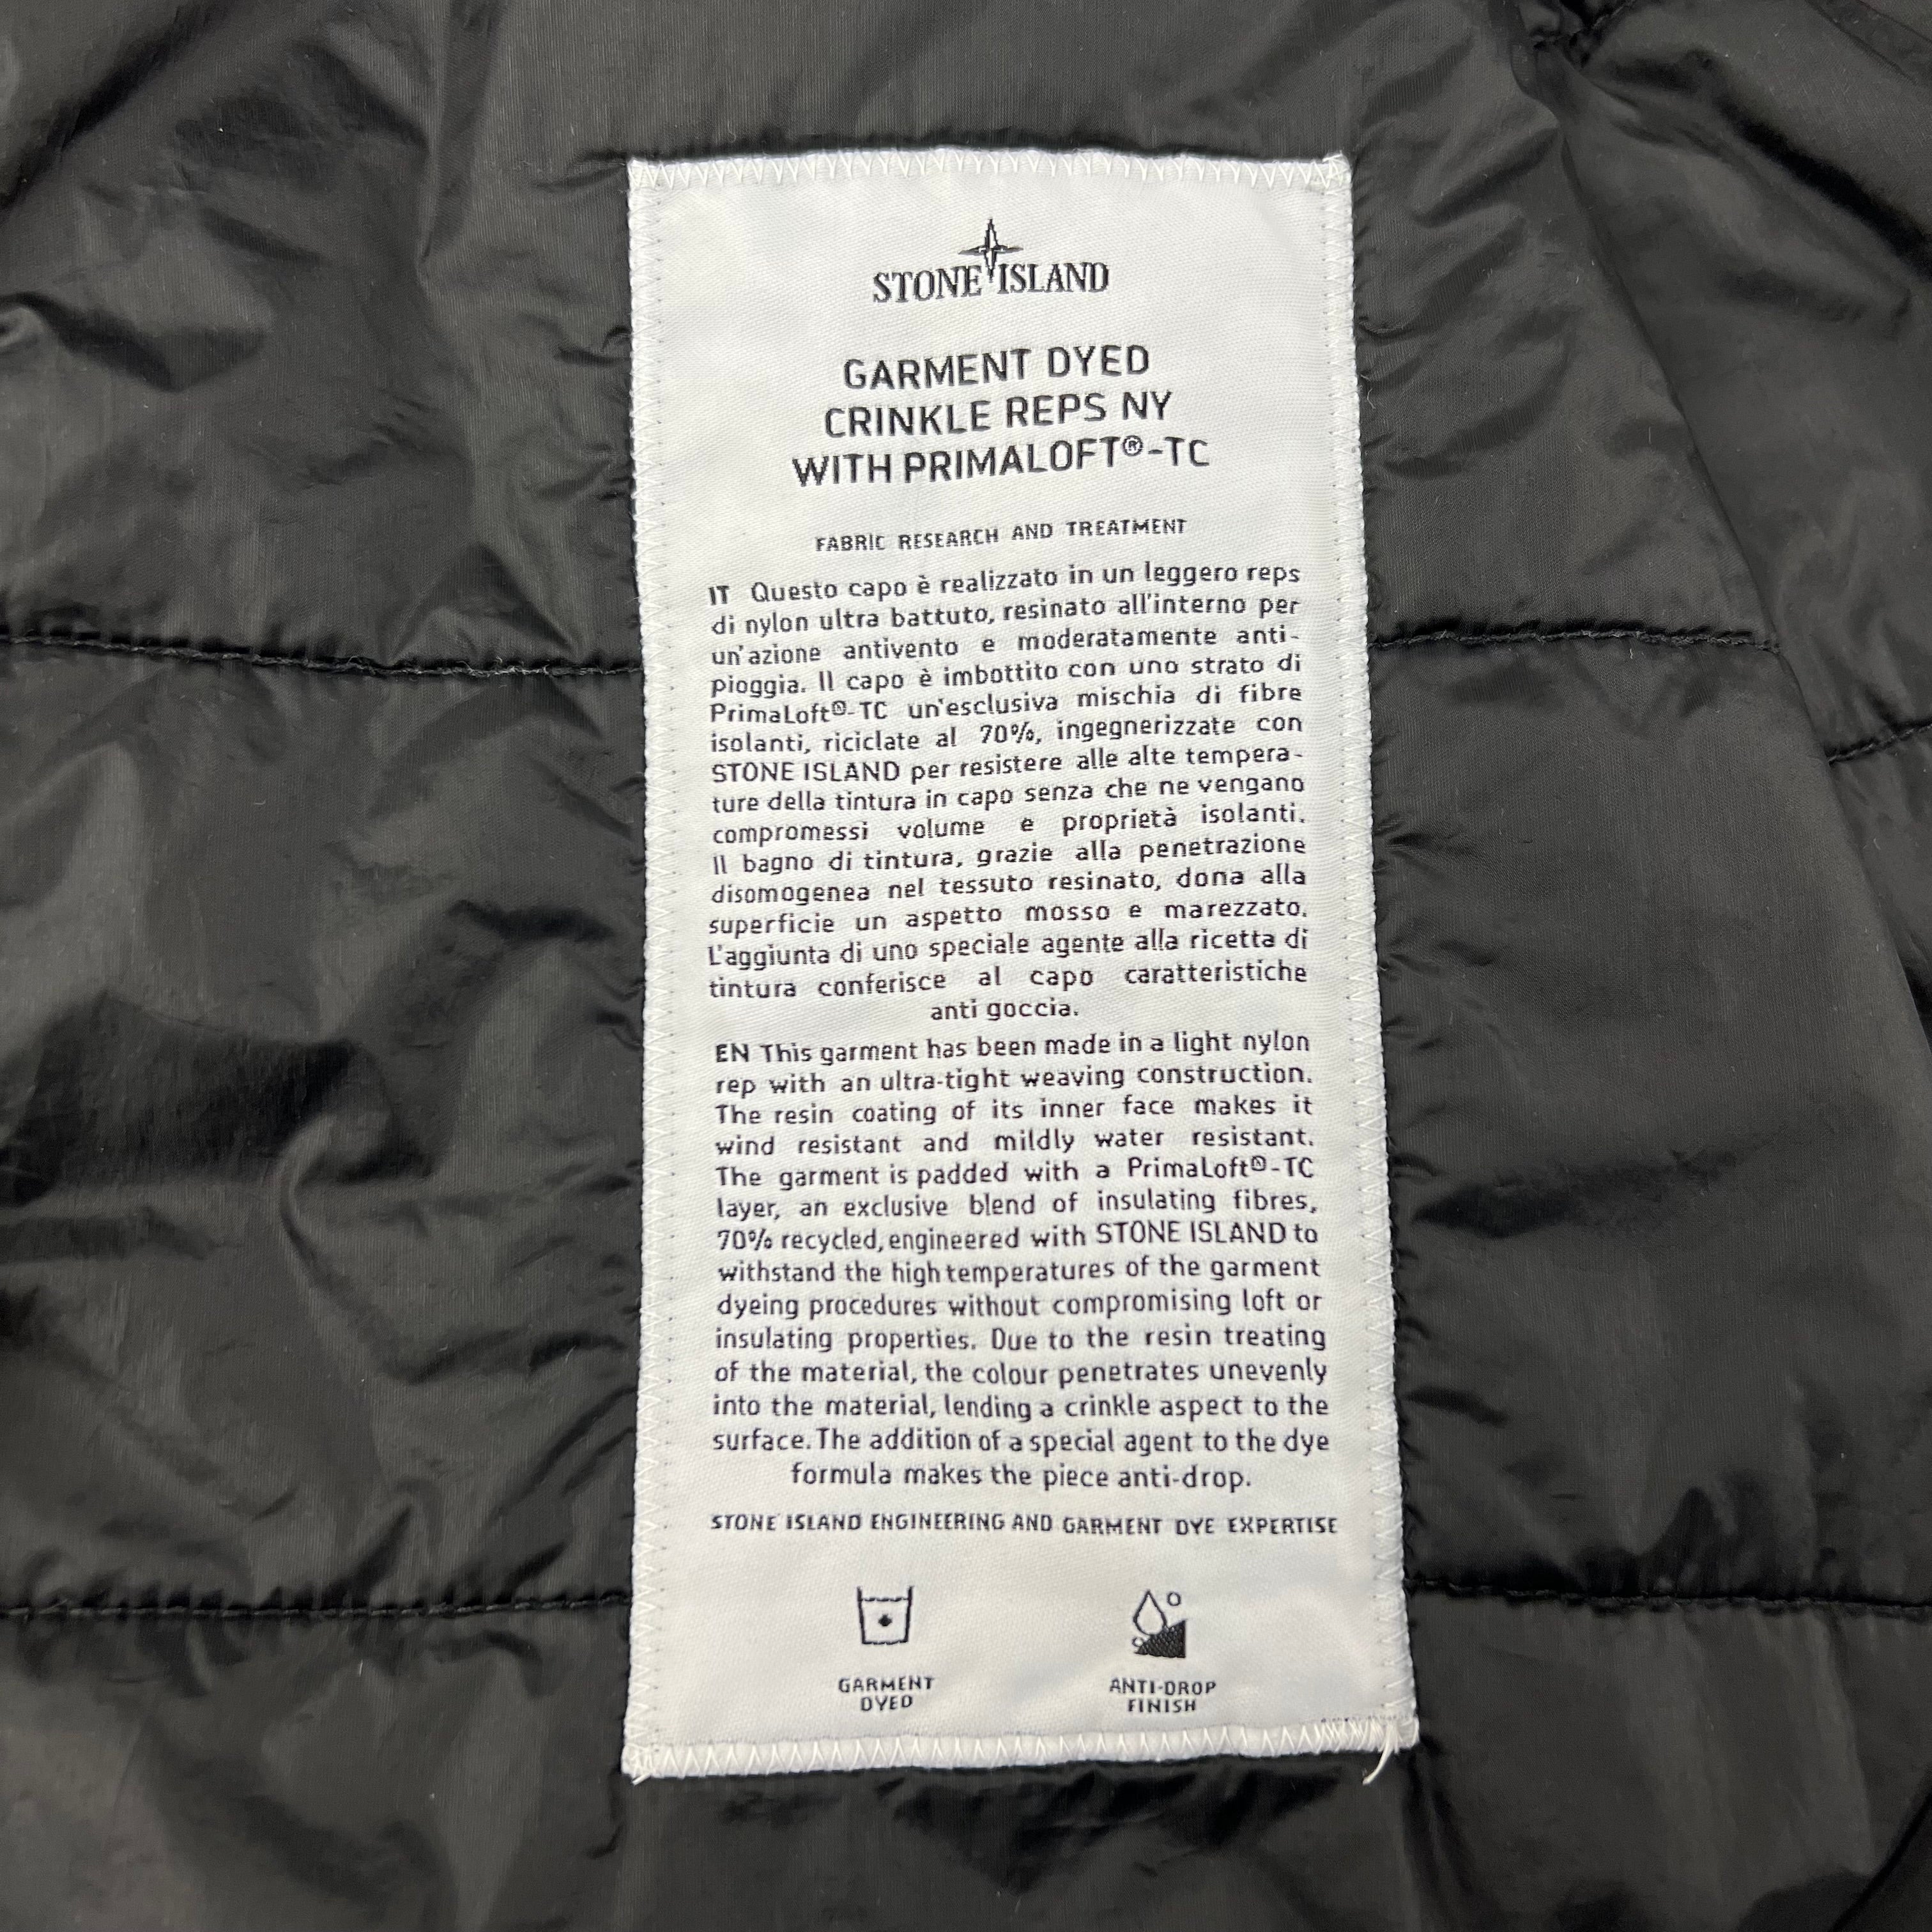 STONE ISLAND
GARMENT DYED
CRINKLE REPS NY
WITH PRIMALOFT®-TC
FABRIC RESEARCH AND TREATMENT
IT Questo capo è realizzato in un leggero reps
di nylon ultra battuto, resinato all'interno per
un'azione antivento e moderatamente anti-
pioggia. Il capo è imbottito con uno strato di
PrimaLoft®-TC un'esclusiva mischia di fibre
isolanti, riciclate al 70%, ingegnerizzate con
STONE ISLAND per resistere alle alte tempera-
ture della tintura in capo senza che ne vengano
compromessi volume e proprietà isolanti.
Il bagno di tintura, grazie alla penetrazione
disomogenea nel tessuto resinato, dona alla
superficie un aspetto mosso e marezzato.
L'aggiunta di uno speciale agente alla ricetta di
tintura conferisce al capo caratteristiche
anti goccia.
EN This garment has been made in a light nylon
rep with an ultra-tight weaving construction.
The resin coating of its inner face makes it
wind resistant and mildly water resistant.
The garment is padded with a PrimaLoft®-TC
layer, an exclusive blend of insulating fibres,
70% recycled, engineered with STONE ISLAND to
withstand the high temperatures of the garment
dyeing procedures without compromising loft or
insulating properties. Due to the resin treating
of the material, the colour penetrates unevenly
into the material, lending a crinkle aspect to the
surface. The addition of a special agent to the dye
formula makes the piece anti-drop.
STONE ISLAND ENGINEERING AND GARMENT DYE EXPERTISE
GARMENT
DYED
ANTI-DROP
FINISH